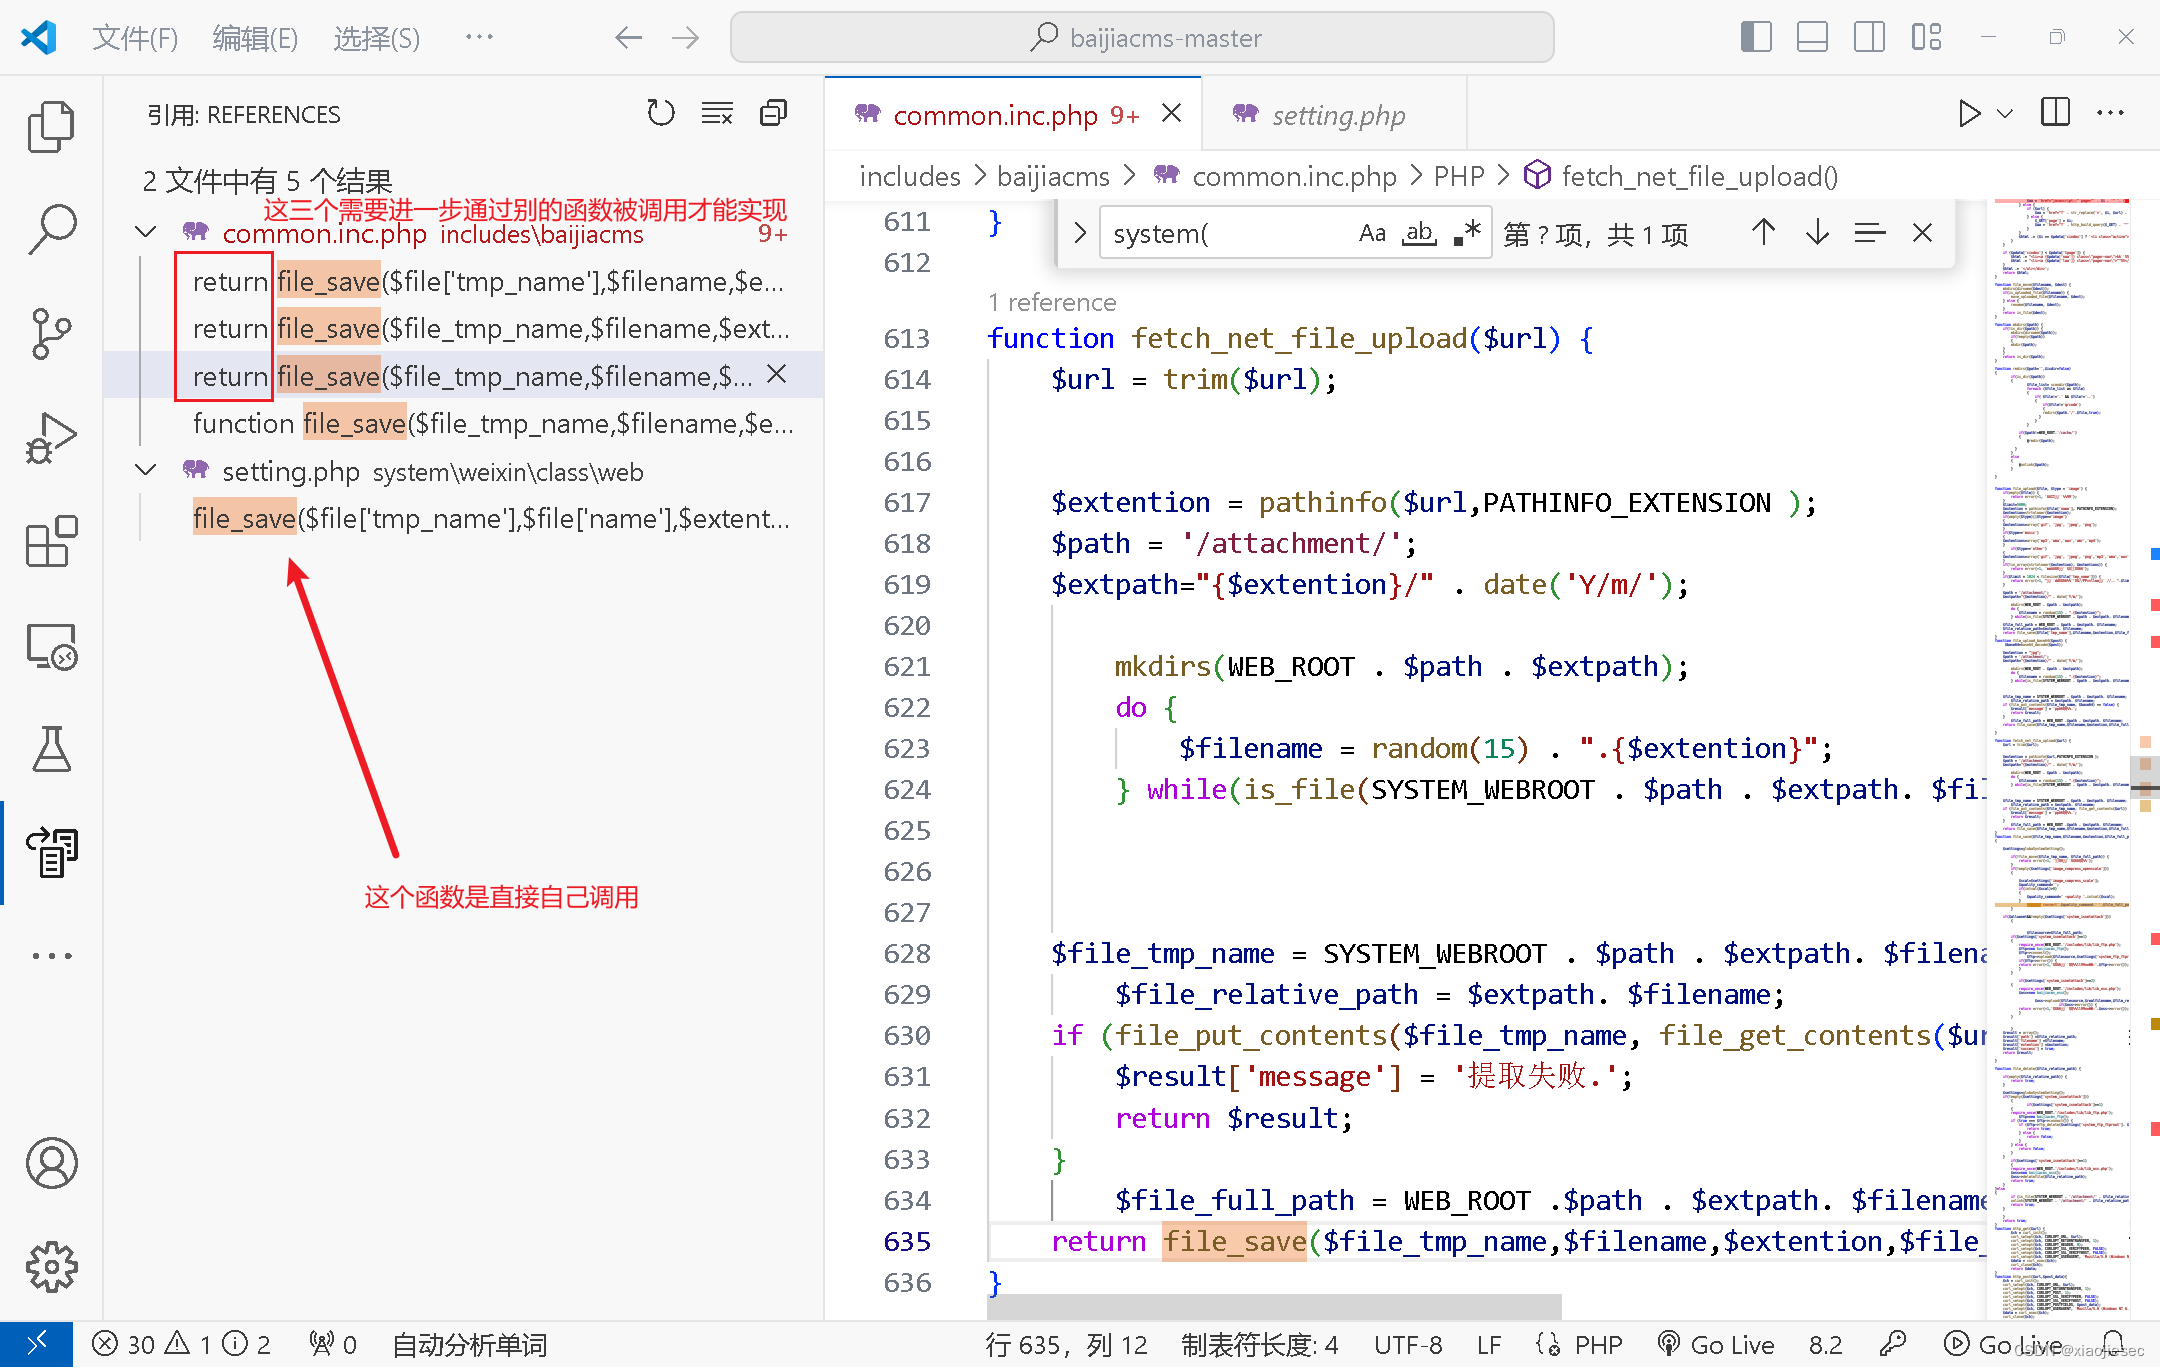 文件(F) 编辑(E) 选择(S) ··· baijiacms-master
引用: REFERENCES
2 文件中有 5 个结果
这三个需要进一步通过别的函数被调用才能实现
common.inc.php includes\baijiacms 9+
return file_save($file['tmp_name'],$filename,$e...
return file_save($file_tmp_name,$filename,$ext...
return file_save($file_tmp_name,$filename,$...
function file_save($file_tmp_name,$filename,$e...
setting.php system\weixin\class\web
file_save($file['tmp_name'],$file['name'],$extent...
这个函数是直接自己调用
common.inc.php 9+ setting.php
includes > baijiacms > common.inc.php > PHP > fetch_net_file_upload()
system( Aa ab .* 第 ? 项，共 1 项
611 }
612
1 reference
613 function fetch_net_file_upload($url) {
614 $url = trim($url);
615
616
617 $extention = pathinfo($url,PATHINFO_EXTENSION );
618 $path = '/attachment/';
619 $extpath="{$extention}/" . date('Y/m/');
620
621 mkdirs(WEB_ROOT . $path . $extpath);
622 do {
623 $filename = random(15) . ".{$extention}";
624 } while(is_file(SYSTEM_WEBROOT . $path . $extpath. $fil
625
626
627
628 $file_tmp_name = SYSTEM_WEBROOT . $path . $extpath. $filena
629 $file_relative_path = $extpath. $filename;
630 if (file_put_contents($file_tmp_name, file_get_contents($ur
631 $result['message'] = '提取失败.';
632 return $result;
633 }
634 $file_full_path = WEB_ROOT .$path . $extpath. $filename
635 return file_save($file_tmp_name,$filename,$extention,$file_
636 }
30 1 2 0 自动分析单词 行 635，列 12 制表符长度: 4 UTF-8 LF PHP Go Live 8.2 Go Live
CSDN @xiaojiesec